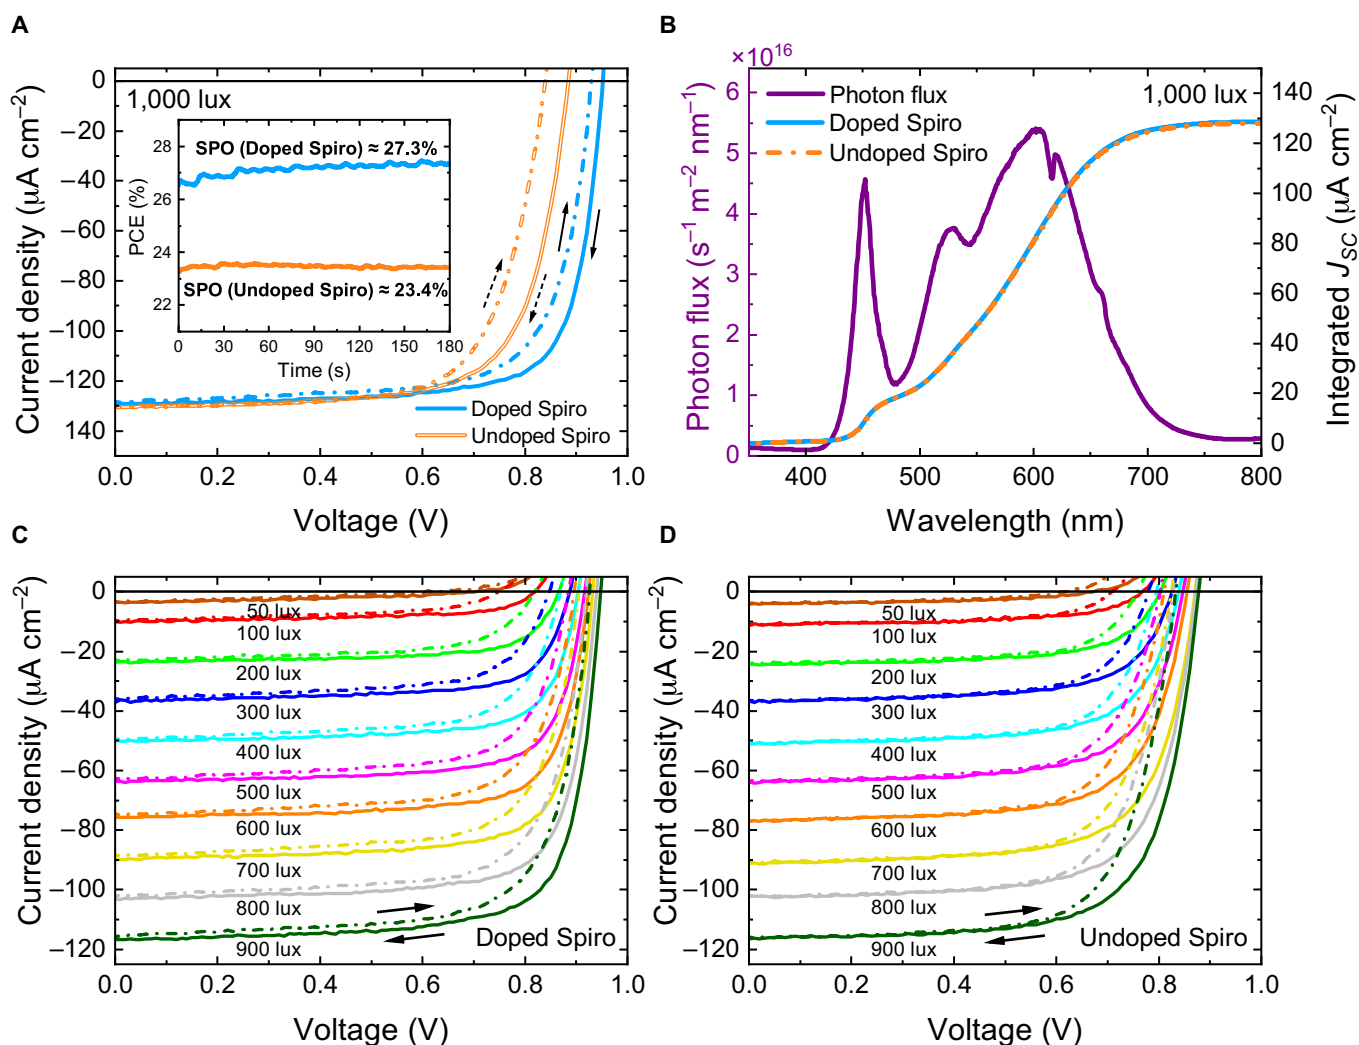 A
Current density (μA cm⁻²)
0
−20
−40
−60
−80
−100
−120
−140
1,000 lux
SPO (Doped Spiro) ≈ 27.3%
SPO (Undoped Spiro) ≈ 23.4%
PCE (%)
28
26
24
22
0 30 60 90 120 150 180
Time (s)
Doped Spiro
Undoped Spiro
0.0 0.2 0.4 0.6 0.8 1.0
Voltage (V)
B
×10¹⁶
Photon flux (s⁻¹ m⁻² nm⁻¹)
6
5
4
3
2
1
0
Photon flux
Doped Spiro
Undoped Spiro
1,000 lux
140
120
100
80
60
40
20
0
Integrated JSC (μA cm⁻²)
400 500 600 700 800
Wavelength (nm)
C
Current density (μA cm⁻²)
0
−20
−40
−60
−80
−100
−120
50 lux
100 lux
200 lux
300 lux
400 lux
500 lux
600 lux
700 lux
800 lux
900 lux
Doped Spiro
0.0 0.2 0.4 0.6 0.8 1.0
Voltage (V)
D
Current density (μA cm⁻²)
0
−20
−40
−60
−80
−100
−120
50 lux
100 lux
200 lux
300 lux
400 lux
500 lux
600 lux
700 lux
800 lux
900 lux
Undoped Spiro
0.0 0.2 0.4 0.6 0.8 1.0
Voltage (V)